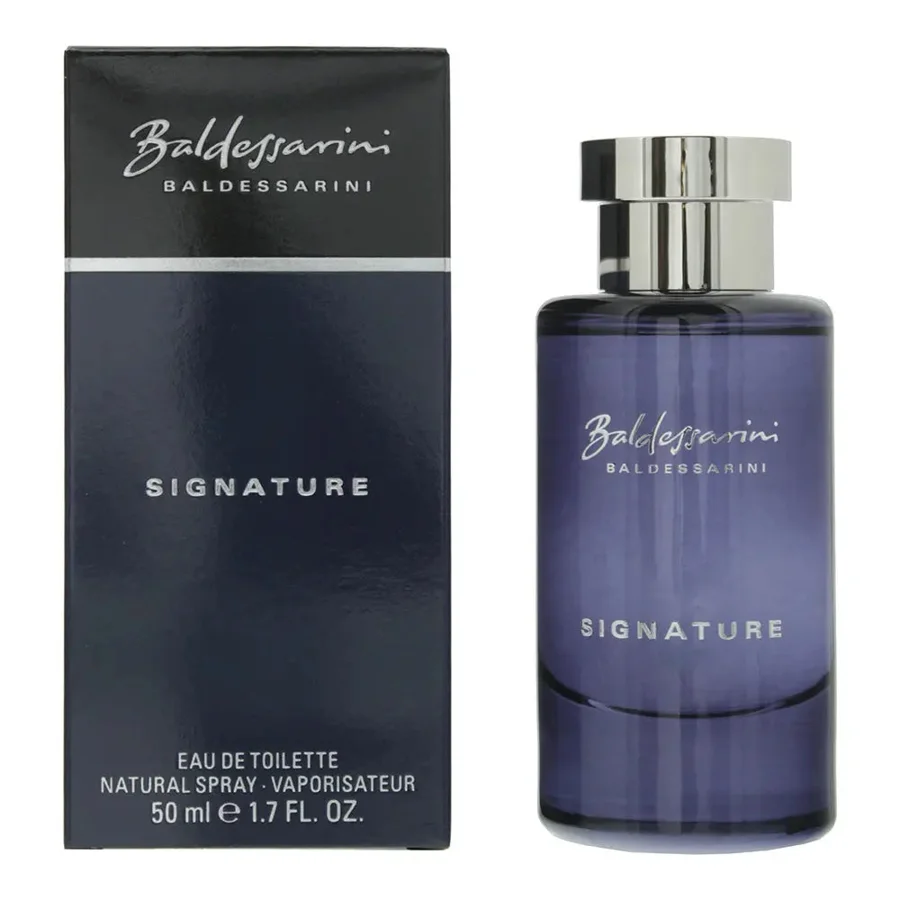 Baldessarini
BALDESSARINI
SIGNATURE
EAU DE TOILETTE
NATURAL SPRAY · VAPORISATEUR
50 ml ℮ 1.7 FL. OZ.
Baldessarini
BALDESSARINI
SIGNATURE